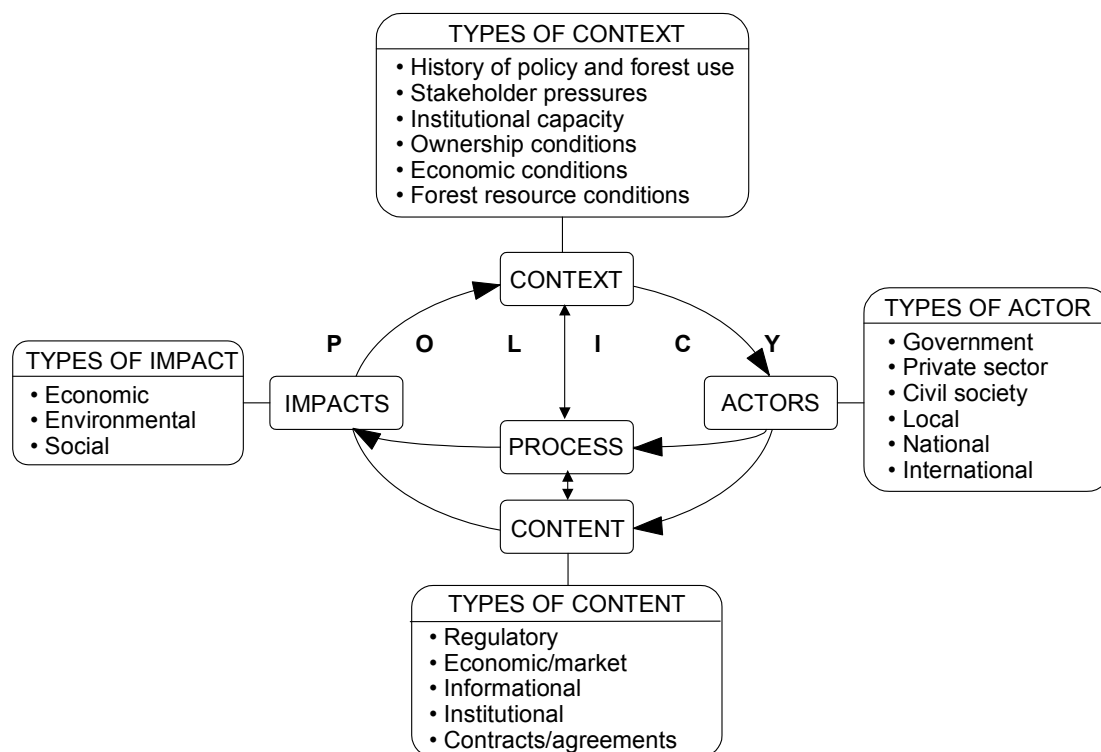 TYPES OF CONTEXT
• History of policy and forest use
• Stakeholder pressures
• Institutional capacity
• Ownership conditions
• Economic conditions
• Forest resource conditions
CONTEXT
P O L I C Y
TYPES OF IMPACT
• Economic
• Environmental
• Social
IMPACTS
ACTORS
TYPES OF ACTOR
• Government
• Private sector
• Civil society
• Local
• National
• International
PROCESS
CONTENT
TYPES OF CONTENT
• Regulatory
• Economic/market
• Informational
• Institutional
• Contracts/agreements